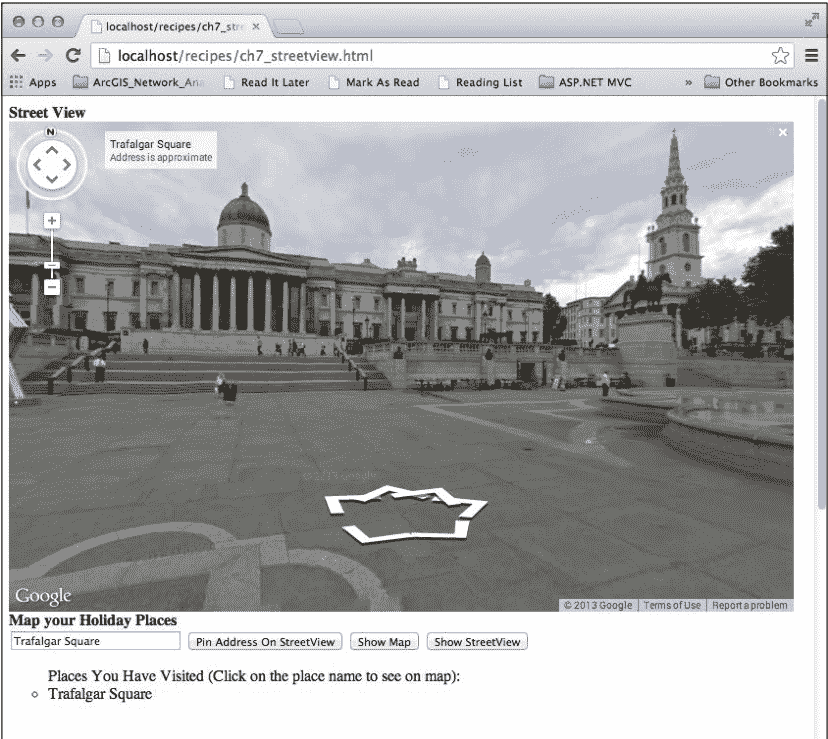 localhost/recipes/ch7_stre
localhost/recipes/ch7_streetview.html
Apps ArcGIS_Network_Ana Read It Later Mark As Read Reading List ASP.NET MVC » Other Bookmarks
Street View
N
Trafalgar Square
Address is approximate
© 2013 Google
Google
© 2013 Google Terms of Use Report a problem
Map your Holiday Places
Trafalgar Square Pin Address On StreetView Show Map Show StreetView
Places You Have Visited (Click on the place name to see on map):
Trafalgar Square